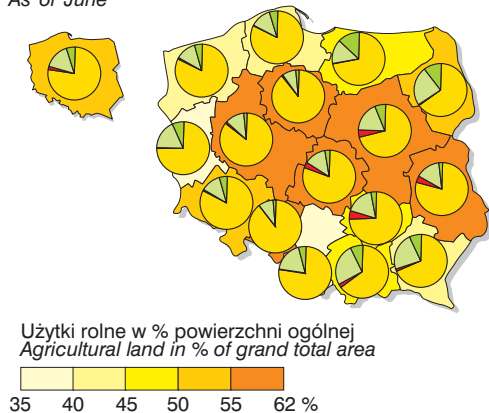 As of June
Użytki rolne w % powierzchni ogólnej
Agricultural land in % of grand total area
35 40 45 50 55 62 %